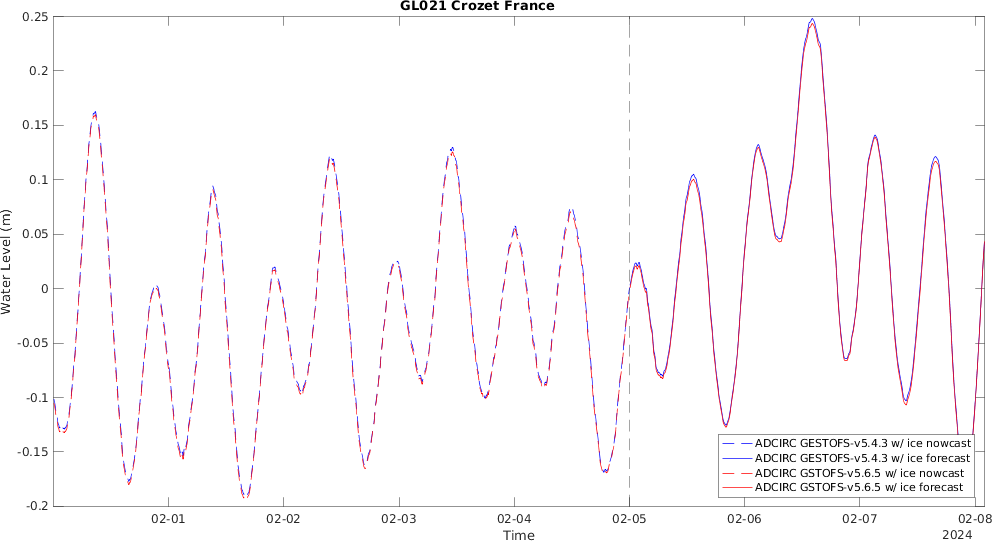 GL021 Crozet France
Water Level (m)
0.25
0.2
0.15
0.1
0.05
0
-0.05
-0.1
-0.15
-0.2
02-01
02-02
02-03
02-04
02-05
02-06
02-07
02-08
2024
Time
ADCIRC GESTOFS-v5.4.3 w/ ice nowcast
ADCIRC GESTOFS-v5.4.3 w/ ice forecast
ADCIRC GSTOFS-v5.6.5 w/ ice nowcast
ADCIRC GSTOFS-v5.6.5 w/ ice forecast